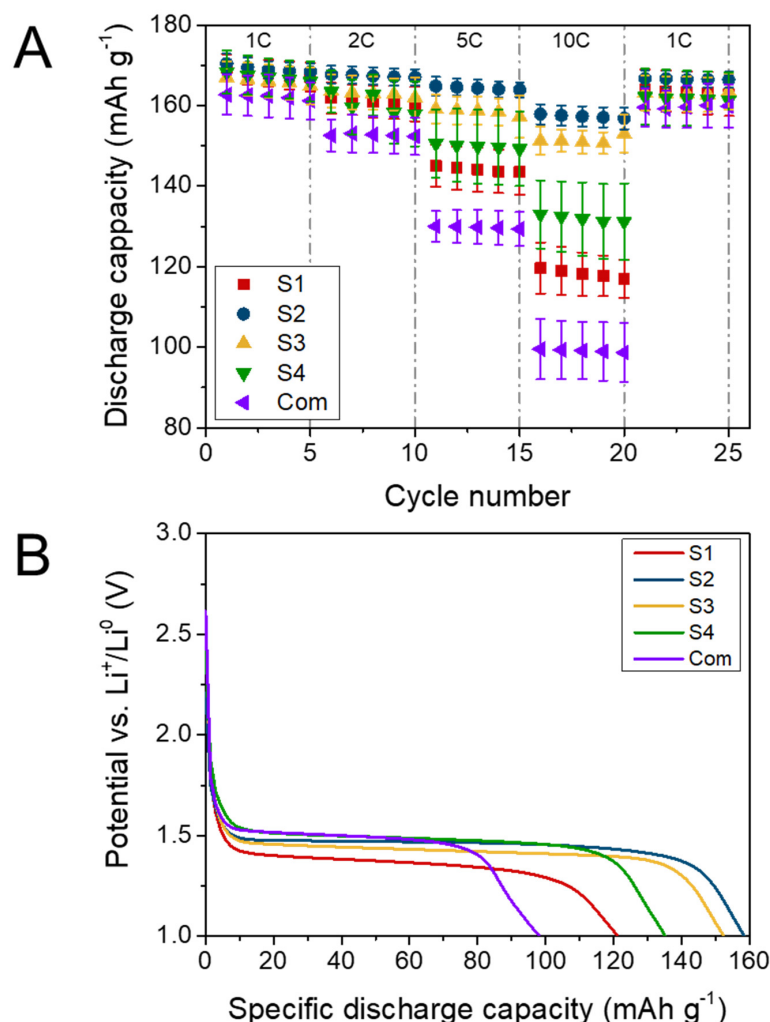 A
180
160
140
120
100
80
1C 2C 5C 10C 1C
S1
S2
S3
S4
Com
0 5 10 15 20 25
Discharge cappacity (mAh g⁻¹)
Cycle number
B
3.0
2.5
2.0
1.5
1.0
S1
S2
S3
S4
Com
0 20 40 60 80 100 120 140 160
Potential vs. Li⁺/Li⁰ (V)
Specific discharge capacity (mAh g⁻¹)